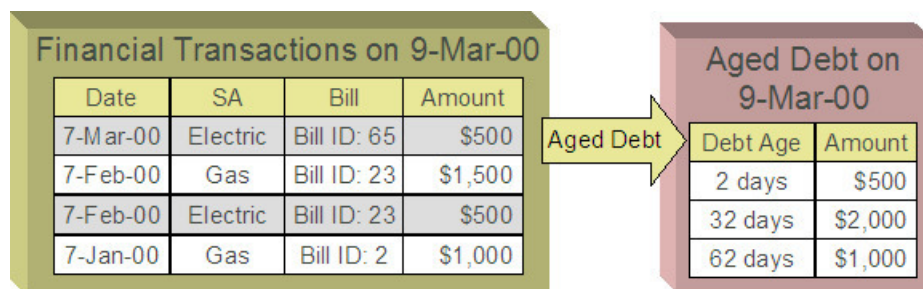 Financial Transactions on 9-Mar-00
Date SA Bill Amount
7-Mar-00 Electric Bill ID: 65 $500
7-Feb-00 Gas Bill ID: 23 $1,500
7-Feb-00 Electric Bill ID: 23 $500
7-Jan-00 Gas Bill ID: 2 $1,000
Aged Debt
Aged Debt on
9-Mar-00
Debt Age Amount
2 days $500
32 days $2,000
62 days $1,000